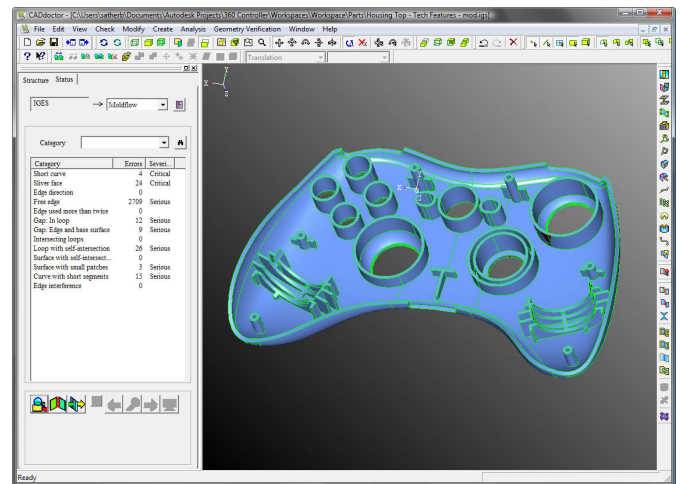 CADdoctor - [C:\Users\satherb\Documents\Autodesk Projects\360 Controller\Workspaces\Workspace\Parts\Housing Top - Tech Features - mod.igs]
File Edit View Check Modify Create Analysis Geometry Verification Window Help
Translation
Structure Status
IGES Moldflow
Category
Category Errors Severi...
Short curve 4 Critical
Sliver face 24 Critical
Edge direction 0
Free edge 2709 Serious
Edge used more than twice 0
Gap: In loop 12 Serious
Gap: Edge and base surface 9 Serious
Intersecting loops 0
Loop with self-intersection 26 Serious
Surface with self-intersect... 0
Surface with small patches 3 Serious
Curve with short segments 15 Serious
Edge interference 0
Y
X
Z
Y
X
Z
Ready